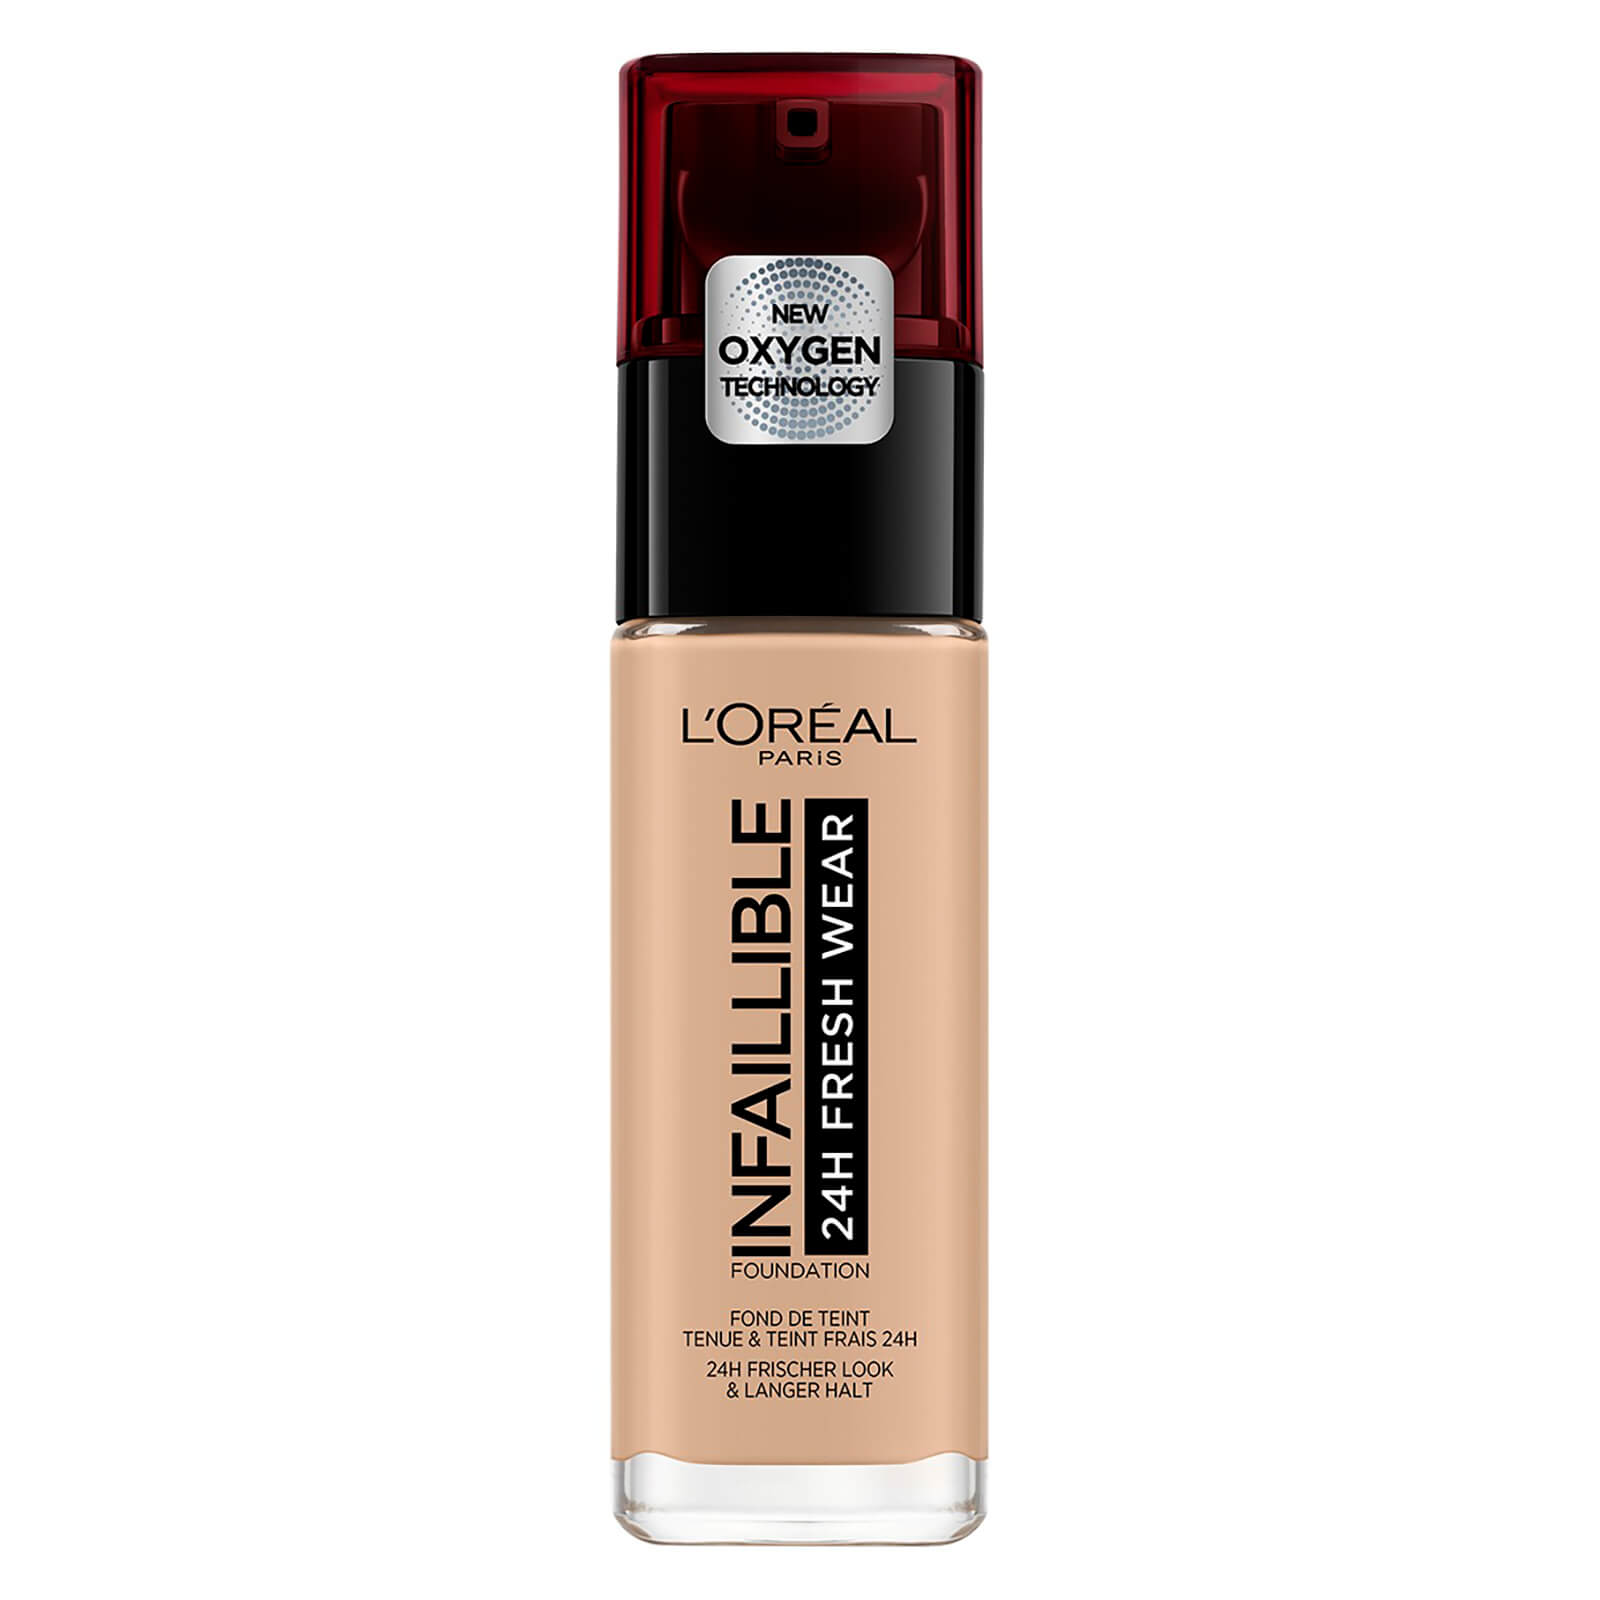 NEW
OXYGEN
TECHNOLOGY
L'ORÉAL
PARiS
INFAILLIBLE
24H FRESH WEAR
FOUNDATION
FOND DE TEINT
TENUE & TEINT FRAIS 24H
24H FRISCHER LOOK
& LANGER HALT